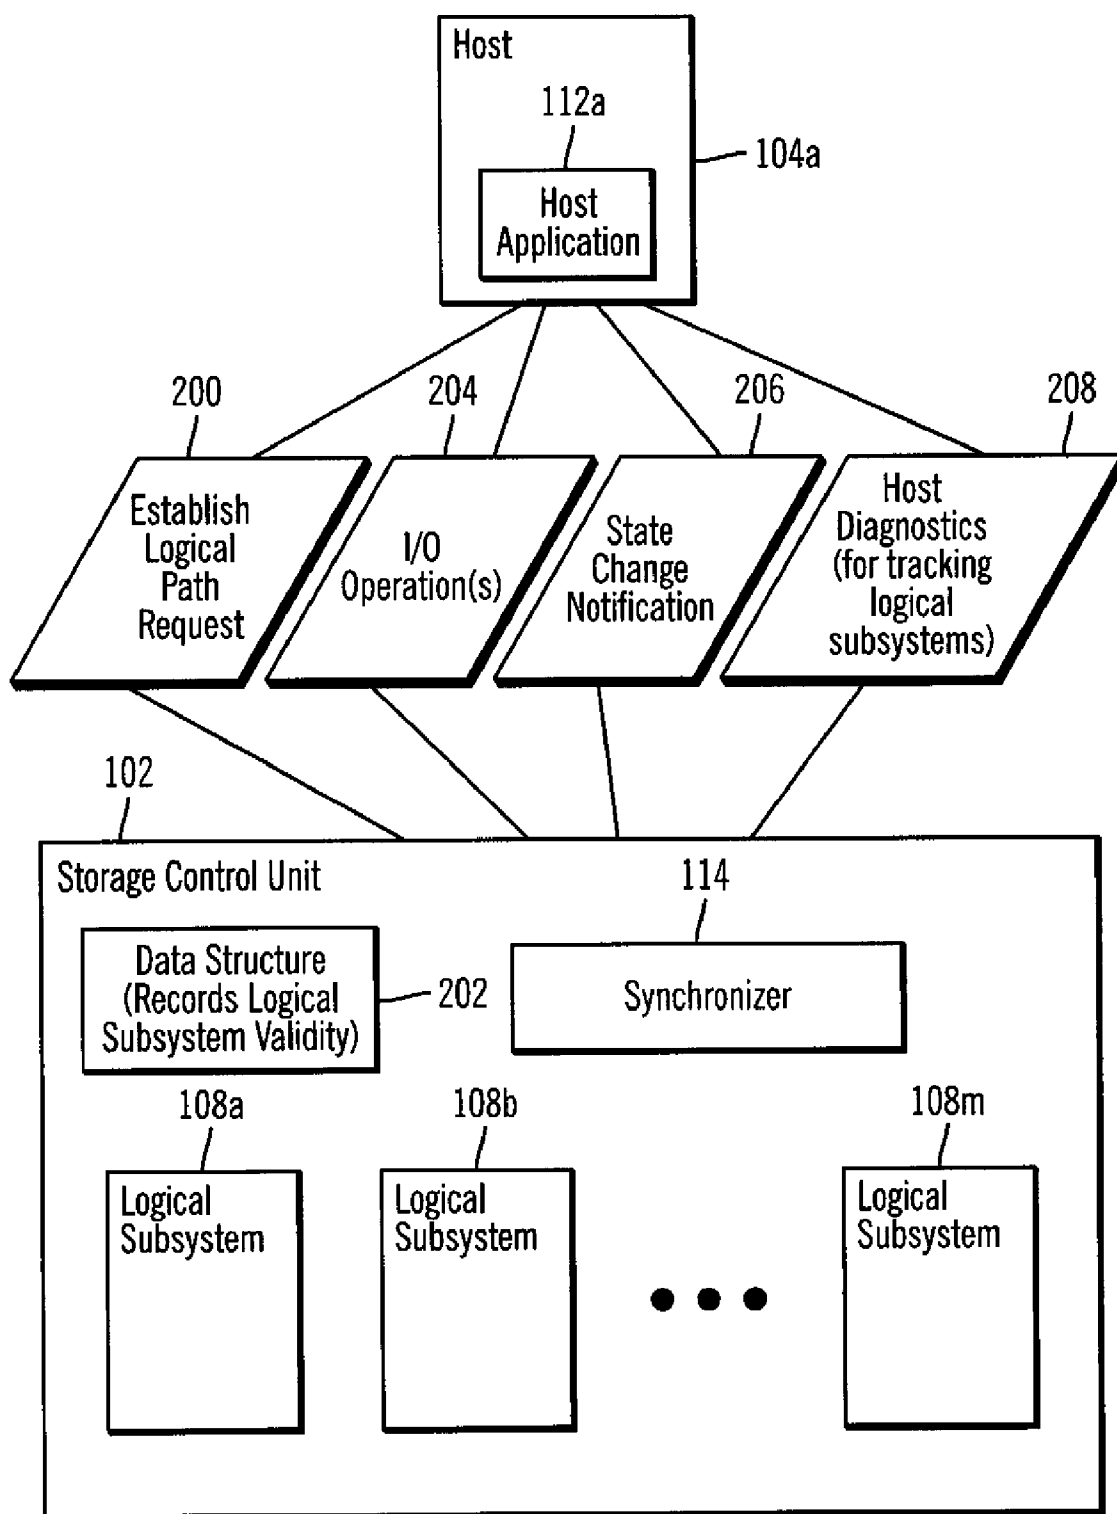 Host
112a
104a
Host
Application
200
204
206
208
Establish
Logical
Path
Request
I/O
Operation(s)
State
Change
Notification
Host
Diagnostics
(for tracking
logical
subsystems)
102
Storage Control Unit
114
Data Structure
(Records Logical
Subsystem Validity)
202
Synchronizer
108a
108b
108m
Logical
Subsystem
Logical
Subsystem
Logical
Subsystem